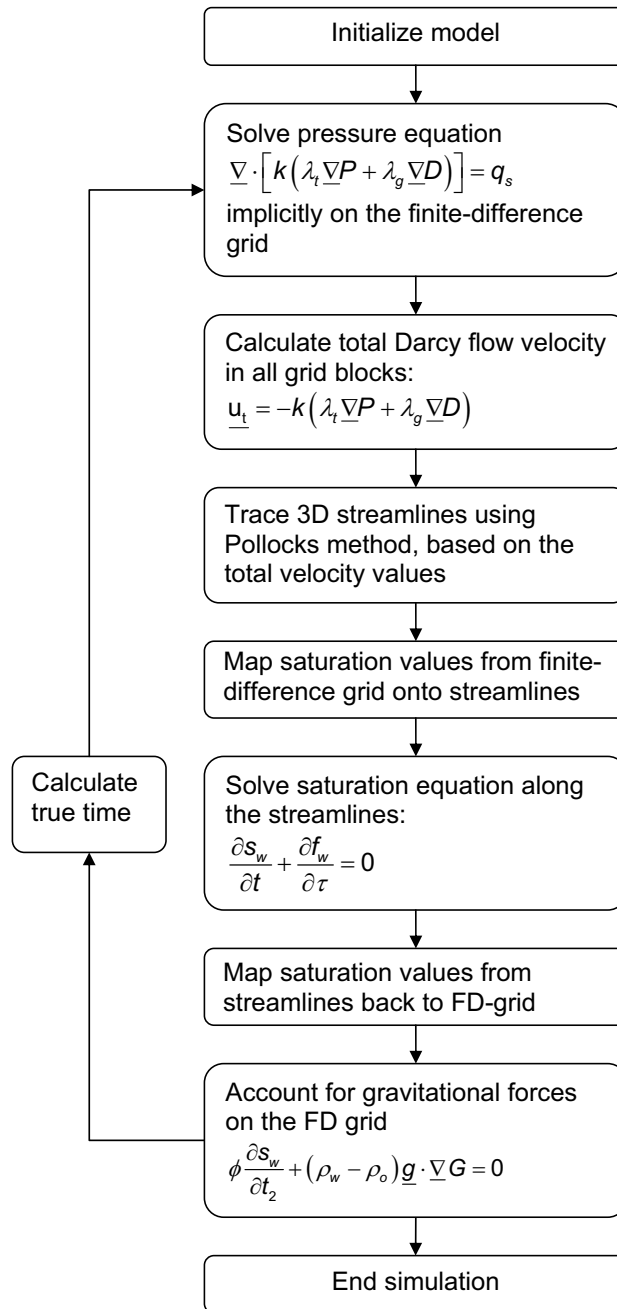 Initialize model
Solve pressure equation
∇ · [k(λ_t ∇P + λ_g ∇D)] = q_s
implicitly on the finite-difference
grid
Calculate total Darcy flow velocity
in all grid blocks:
u_t = −k(λ_t ∇P + λ_g ∇D)
Trace 3D streamlines using
Pollocks method, based on the
total velocity values
Map saturation values from finite-
difference grid onto streamlines
Calculate
true time
Solve saturation equation along
the streamlines:
∂s_w/∂t + ∂f_w/∂τ = 0
Map saturation values from
streamlines back to FD-grid
Account for gravitational forces
on the FD grid
ϕ ∂s_w/∂t_2 + (ρ_w − ρ_o) g · ∇G = 0
End simulation